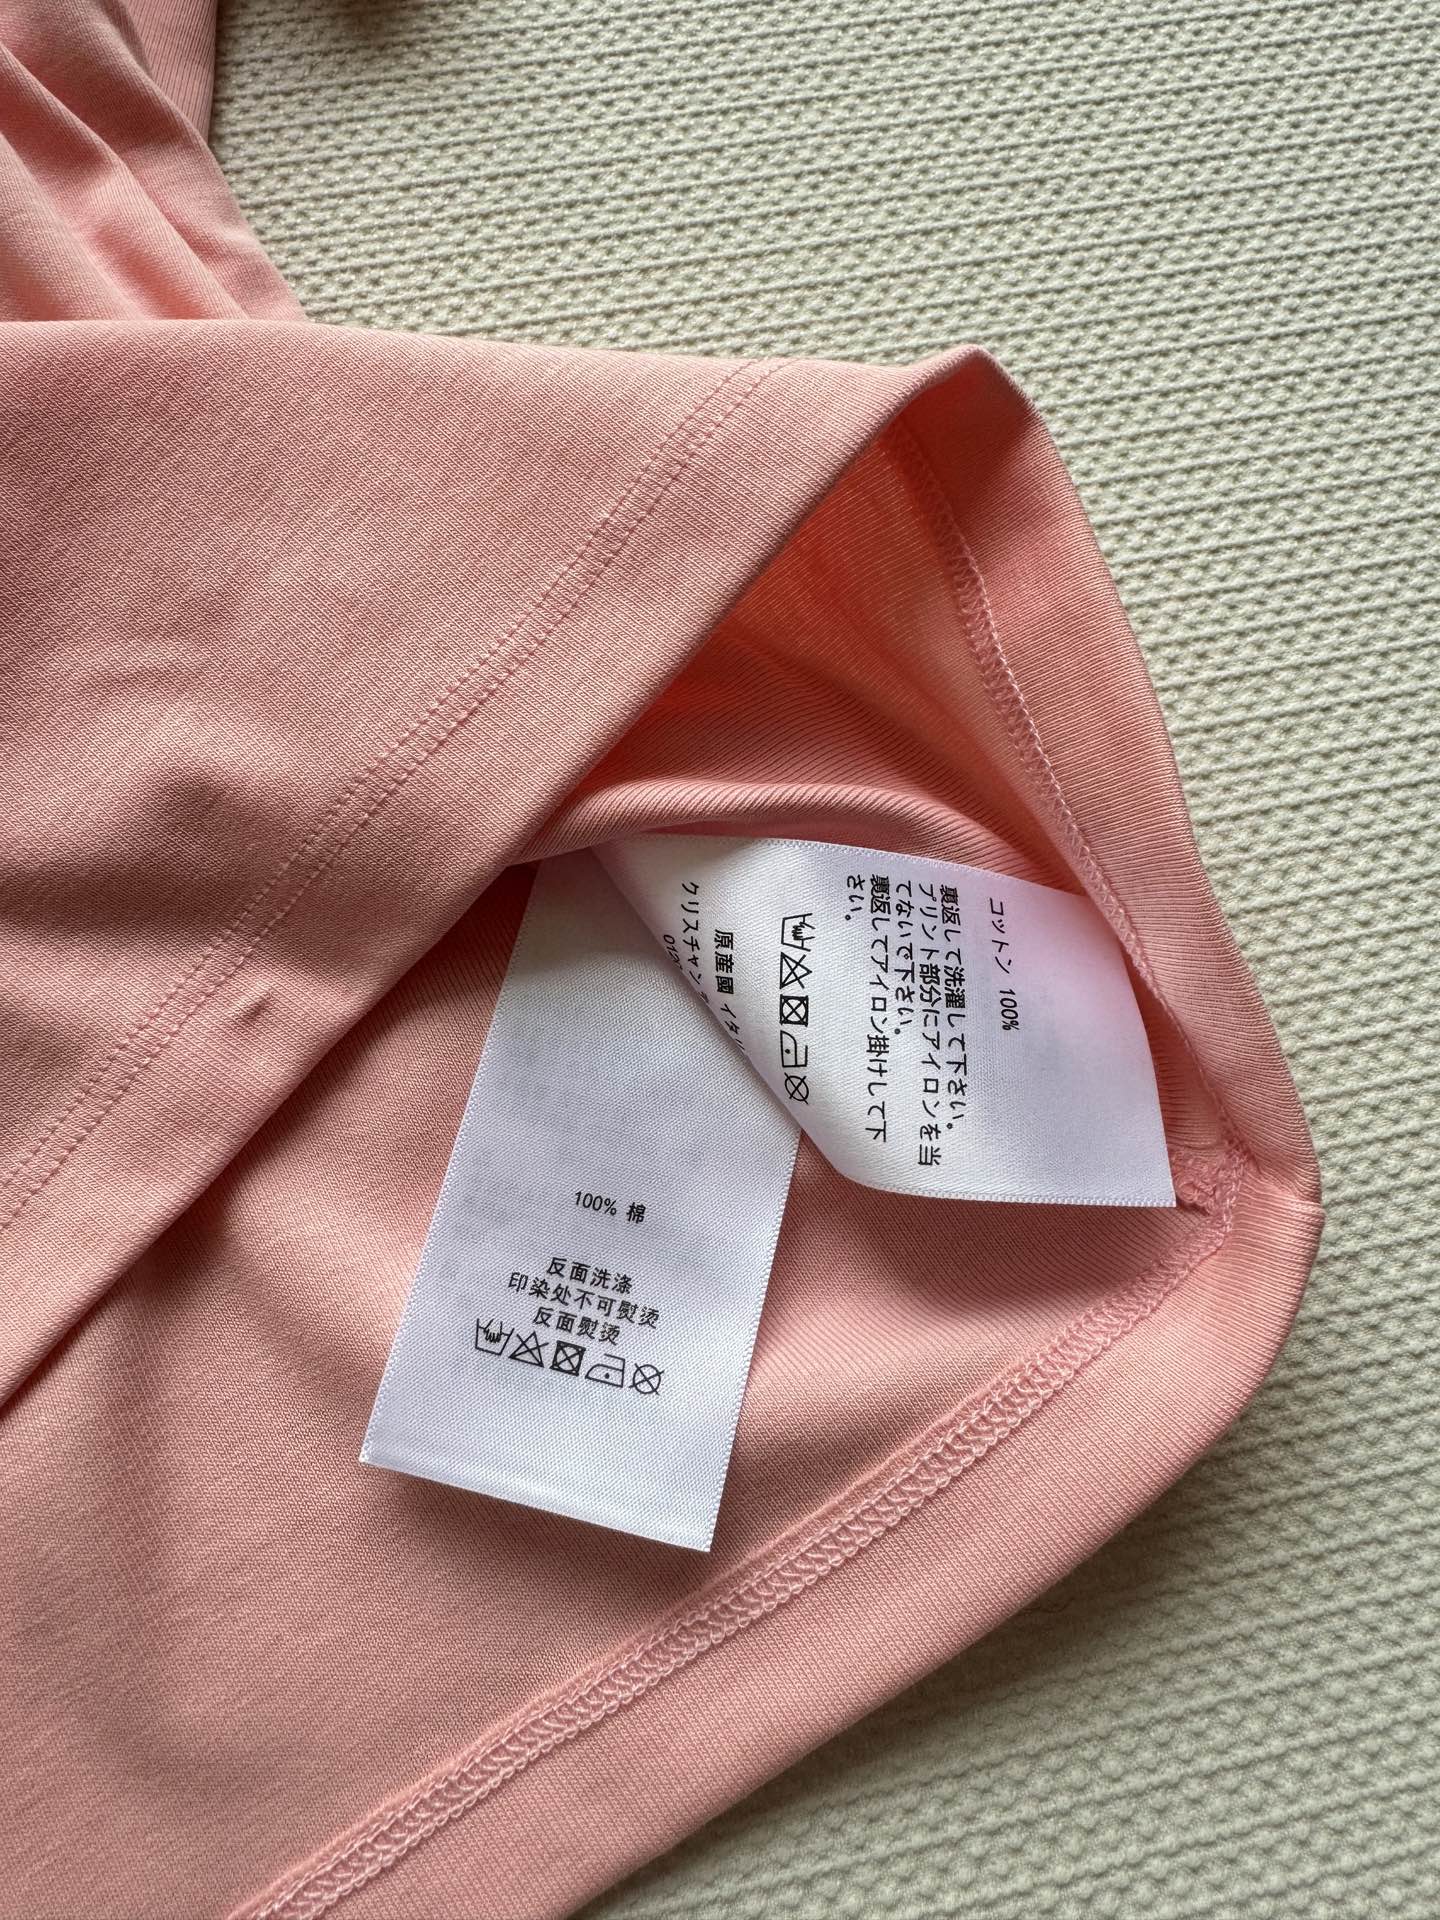 コットン 100%
裏返して洗濯して下さい。
プリント部分にアイロンを当
てないで下さい。
裏返してアイロン掛けして下
さい。
原産國 イタリ
クリスチャン
012
100% 棉
反面洗涤
印染处不可熨烫
反面熨烫